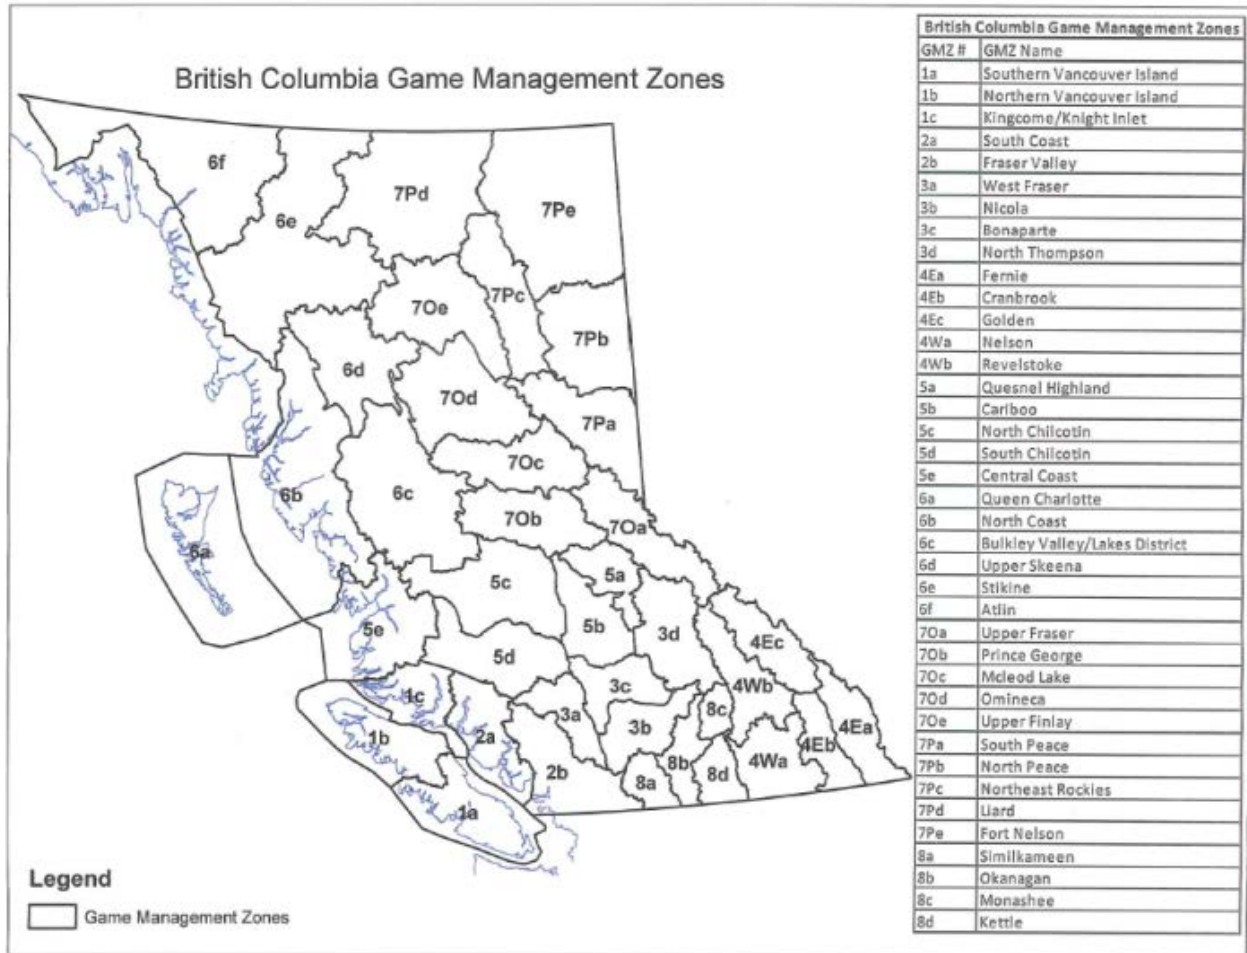 British Columbia Game Management Zones
6f
7Pd
7Pe
6e
7Pc
7Oe
7Pb
6d
7Od
7Pa
7Oc
6c
6b
7Ob
7Oa
6a
5c
5a
5b
3d
5e
4Ec
5d
3c
4Wb
1c
8c
3a
3b
4Ea
1b
2a
4Eb
8b
4Wa
2b
8a
8d
1a
Legend
Game Management Zones
British Columbia Game Management Zones
GMZ # GMZ Name
1a Southern Vancouver Island
1b Northern Vancouver Island
1c Kingcome/Knight Inlet
2a South Coast
2b Fraser Valley
3a West Fraser
3b Nicola
3c Bonaparte
3d North Thompson
4Ea Fernie
4Eb Cranbrook
4Ec Golden
4Wa Nelson
4Wb Revelstoke
5a Quesnel Highland
5b Cariboo
5c North Chilcotin
5d South Chilcotin
5e Central Coast
6a Queen Charlotte
6b North Coast
6c Bulkley Valley/Lakes District
6d Upper Skeena
6e Stikine
6f Atlin
7Oa Upper Fraser
7Ob Prince George
7Oc Mcleod Lake
7Od Omineca
7Oe Upper Finlay
7Pa South Peace
7Pb North Peace
7Pc Northeast Rockies
7Pd Liard
7Pe Fort Nelson
8a Similkameen
8b Okanagan
8c Monashee
8d Kettle